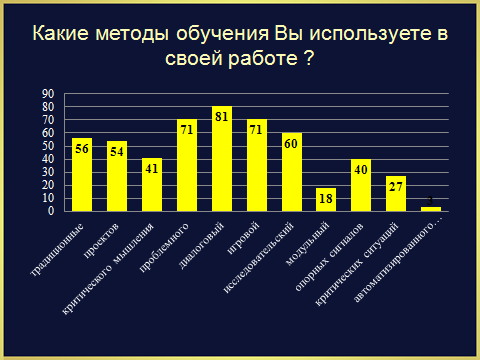 Какие методы обучения Вы используете в
своей работе ?
90
80
70
60
50
40
30
20
10
0
56
54
41
71
81
71
60
18
40
27
3
традиционные
проектов
критического мышления
проблемного
диалоговый
игровой
исследовательский
модульный
опорных сигналов
критических ситуаций
автоматизированного…